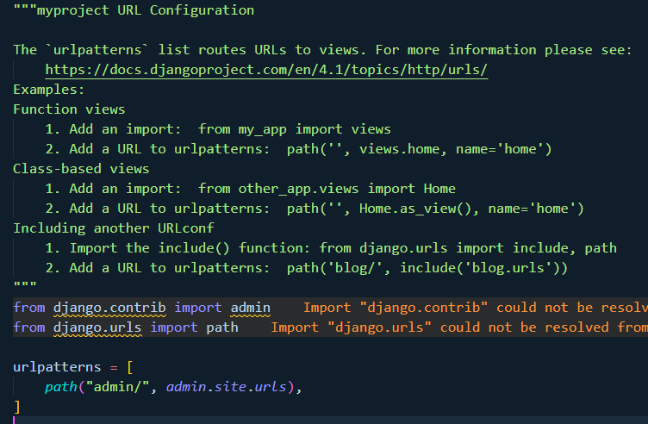 """myproject URL Configuration
The `urlpatterns` list routes URLs to views. For more information please see:
https://docs.djangoproject.com/en/4.1/topics/http/urls/
Examples:
Function views
1. Add an import:  from my_app import views
2. Add a URL to urlpatterns:  path('', views.home, name='home')
Class-based views
1. Add an import:  from other_app.views import Home
2. Add a URL to urlpatterns:  path('', Home.as_view(), name='home')
Including another URLconf
1. Import the include() function: from django.urls import include, path
2. Add a URL to urlpatterns:  path('blog/', include('blog.urls'))
"""
from django.contrib import admin    Import "django.contrib" could not be resolv
from django.urls import path    Import "django.urls" could not be resolved from
urlpatterns = [
path("admin/", admin.site.urls),
]